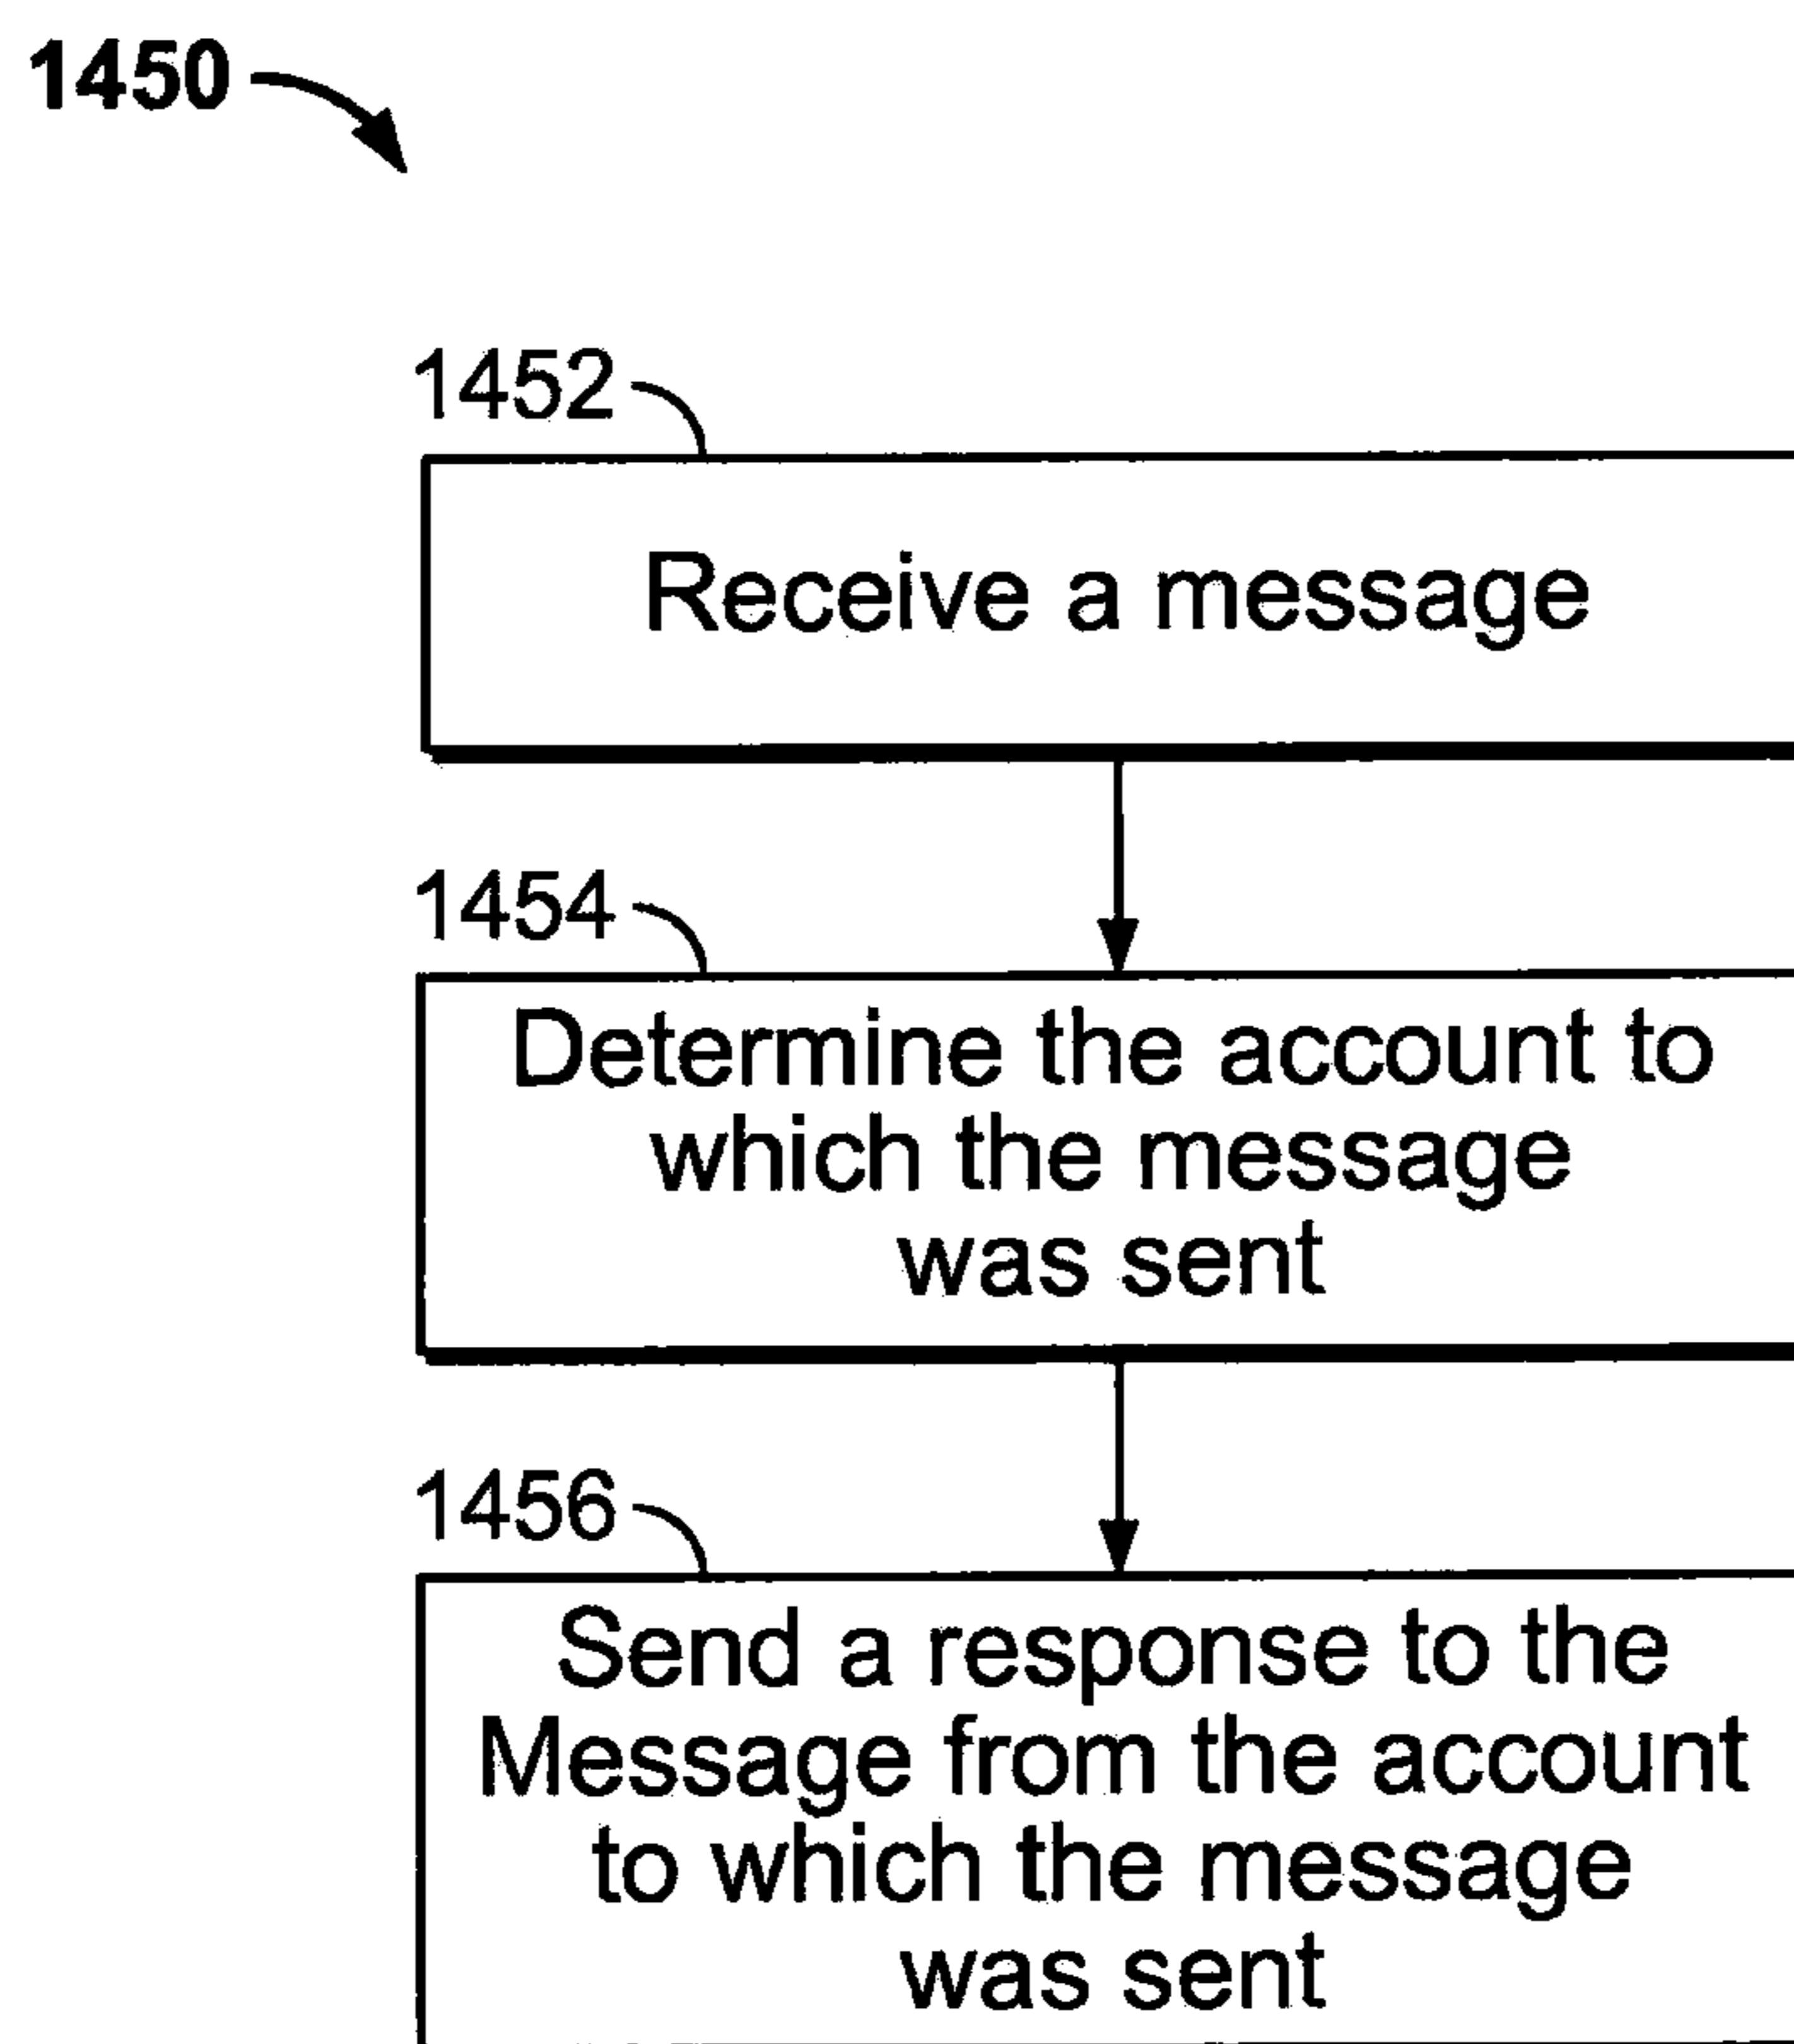 1450
1452
Receive a message
1454
Determine the account to
which the message
was sent
1456
Send a response to the
Message from the account
to which the message
was sent